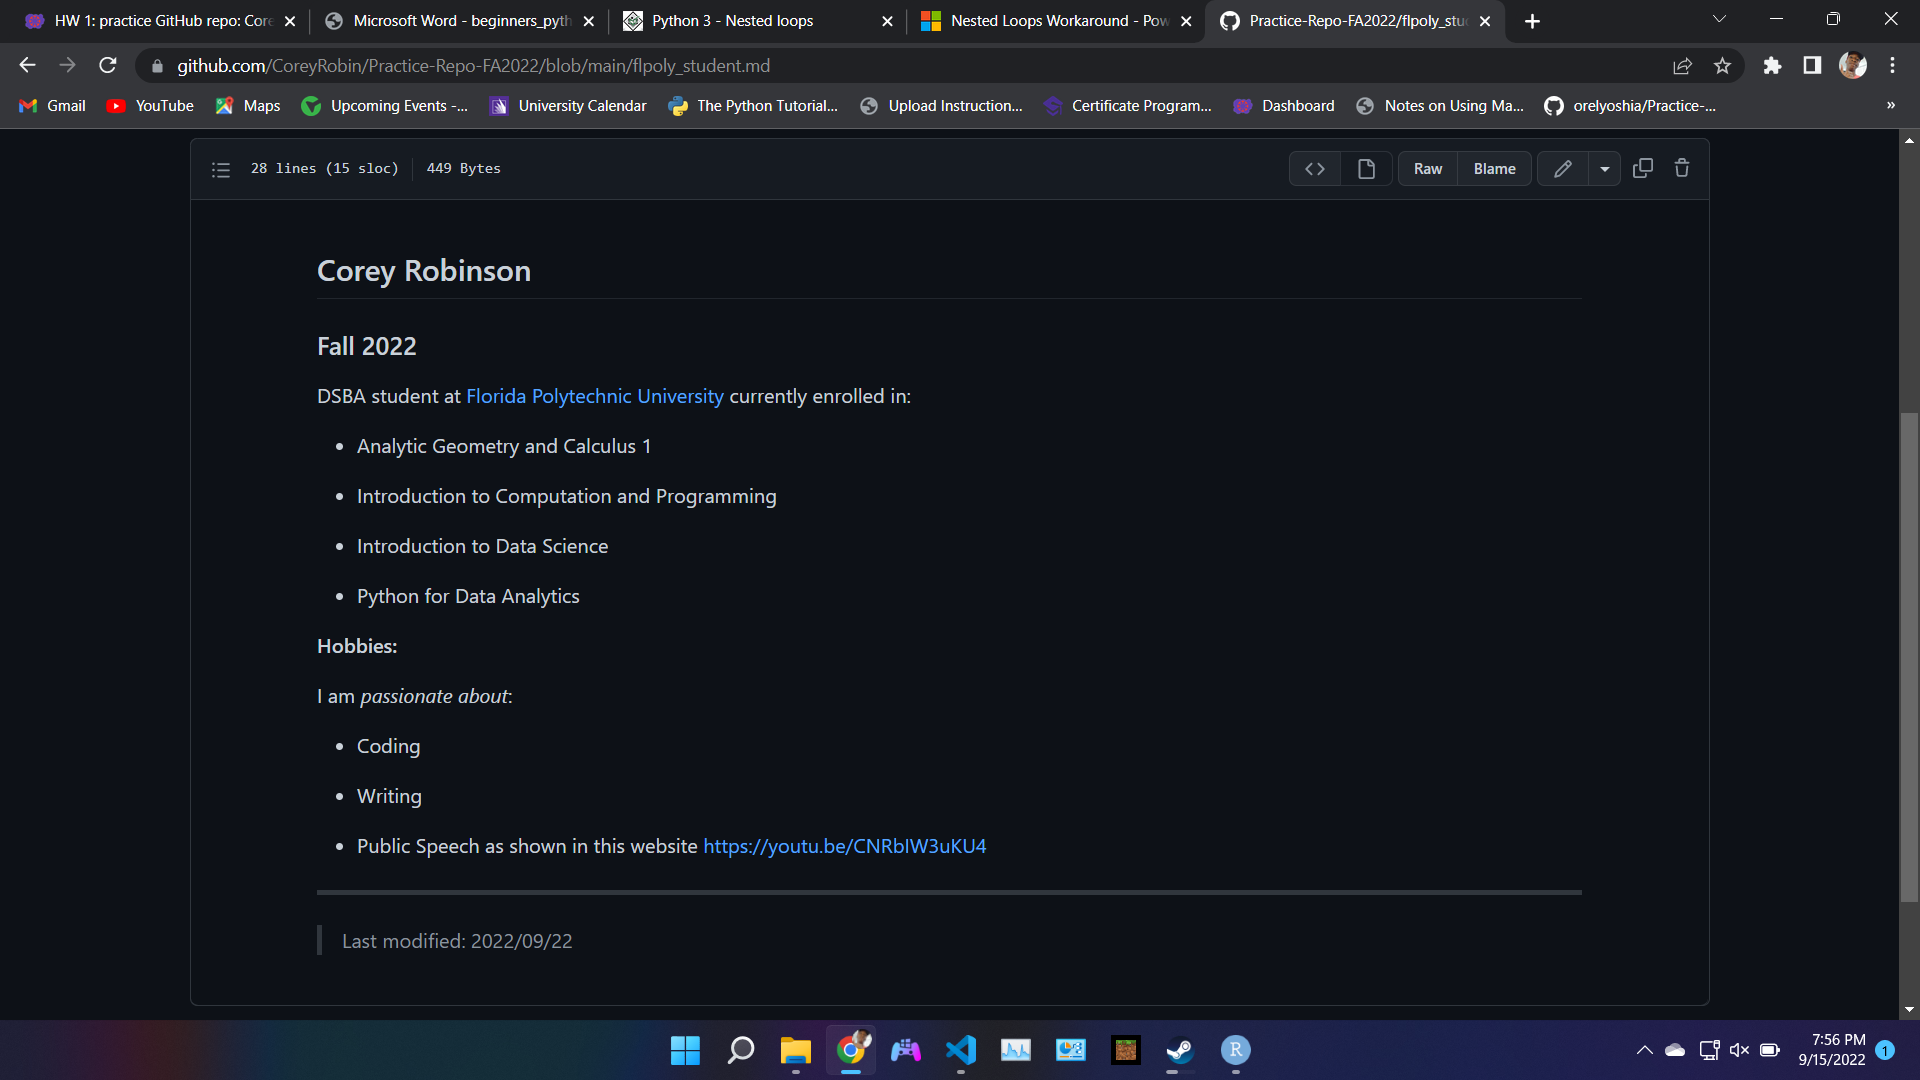 HW 1: practice GitHub repo: Core
Microsoft Word - beginners_pyth
Python 3 - Nested loops
Nested Loops Workaround - Pow
Practice-Repo-FA2022/flpoly_stu
github.com/CoreyRobin/Practice-Repo-FA2022/blob/main/flpoly_student.md
Gmail YouTube Maps Upcoming Events -... University Calendar The Python Tutorial... Upload Instruction... Certificate Program... Dashboard Notes on Using Ma... orelyoshia/Practice-... »
28 lines (15 sloc) 449 Bytes Raw Blame
Corey Robinson
Fall 2022
DSBA student at Florida Polytechnic University currently enrolled in:
• Analytic Geometry and Calculus 1
• Introduction to Computation and Programming
• Introduction to Data Science
• Python for Data Analytics
Hobbies:
I am passionate about:
• Coding
• Writing
• Public Speech as shown in this website https://youtu.be/CNRbIW3uKU4
Last modified: 2022/09/22
R
7:56 PM
9/15/2022
1